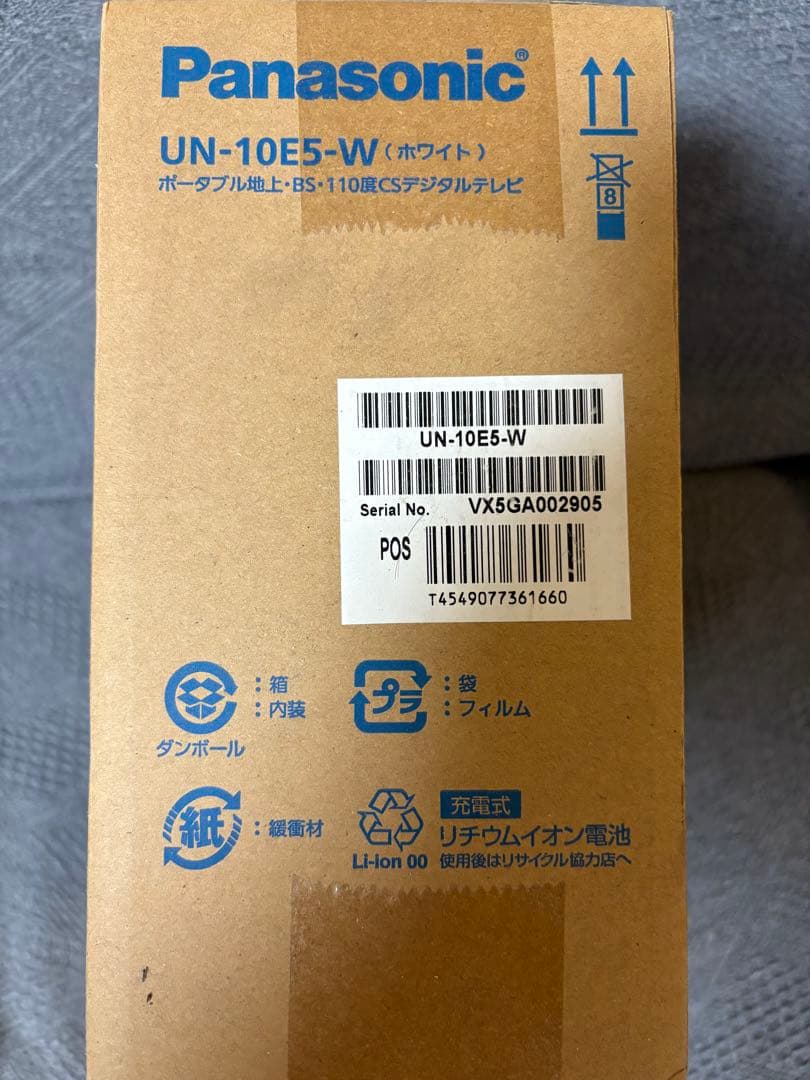 Panasonic®
UN-10E5-W（ホワイト）
ポータブル地上・BS・110度CSデジタルテレビ
8
UN-10E5-W
Serial No. VX5GA002905
POS
T4549077361660
：箱
：内装
ダンボール
プラ
：袋
：フィルム
紙
：緩衝材
Li-ion 00
充電式
リチウムイオン電池
使用後はリサイクル協力店へ